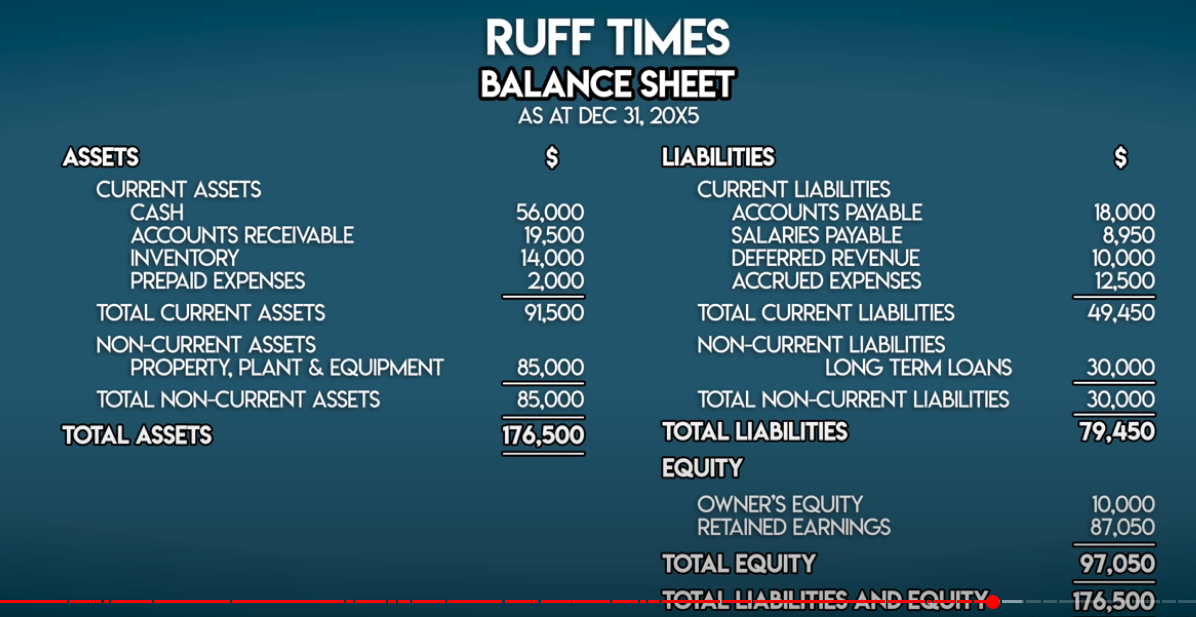 RUFF TIMES
BALANCE SHEET
AS AT DEC 31, 20X5
ASSETS $
CURRENT ASSETS
CASH 56,000
ACCOUNTS RECEIVABLE 19,500
INVENTORY 14,000
PREPAID EXPENSES 2,000
TOTAL CURRENT ASSETS 91,500
NON-CURRENT ASSETS
PROPERTY, PLANT & EQUIPMENT 85,000
TOTAL NON-CURRENT ASSETS 85,000
TOTAL ASSETS 176,500
LIABILITIES $
CURRENT LIABILITIES
ACCOUNTS PAYABLE 18,000
SALARIES PAYABLE 8,950
DEFERRED REVENUE 10,000
ACCRUED EXPENSES 12,500
TOTAL CURRENT LIABILITIES 49,450
NON-CURRENT LIABILITIES
LONG TERM LOANS 30,000
TOTAL NON-CURRENT LIABILITIES 30,000
TOTAL LIABILITIES 79,450
EQUITY
OWNER'S EQUITY 10,000
RETAINED EARNINGS 87,050
TOTAL EQUITY 97,050
TOTAL LIABILITIES AND EQUITY 176,500